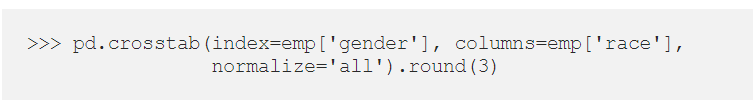 >>> pd.crosstab(index=emp['gender'], columns=emp['race'],
normalize='all').round(3)